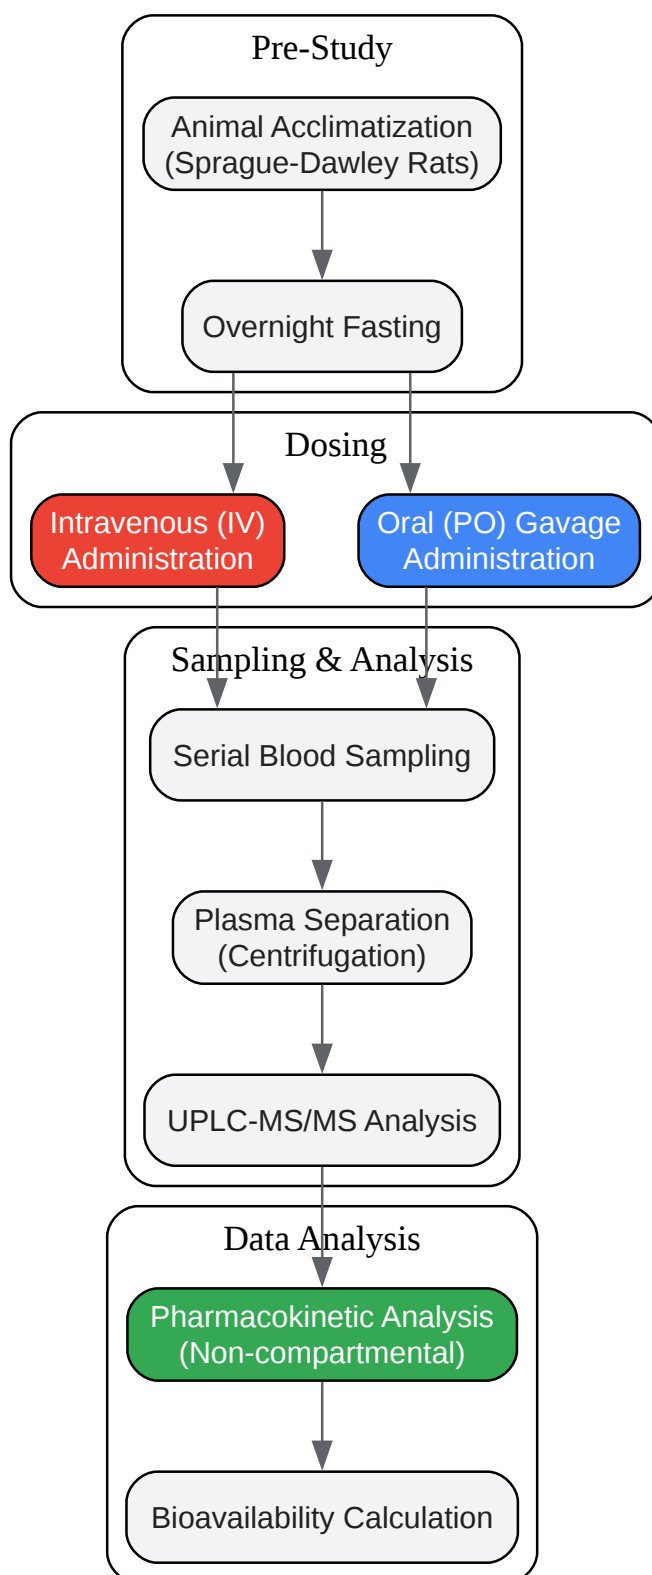 Pre-Study
Animal Acclimatization
(Sprague-Dawley Rats)
Overnight Fasting
Dosing
Intravenous (IV)
Administration
Oral (PO) Gavage
Administration
Sampling & Analysis
Serial Blood Sampling
Plasma Separation
(Centrifugation)
UPLC-MS/MS Analysis
Data Analysis
Pharmacokinetic Analysis
(Non-compartmental)
Bioavailability Calculation